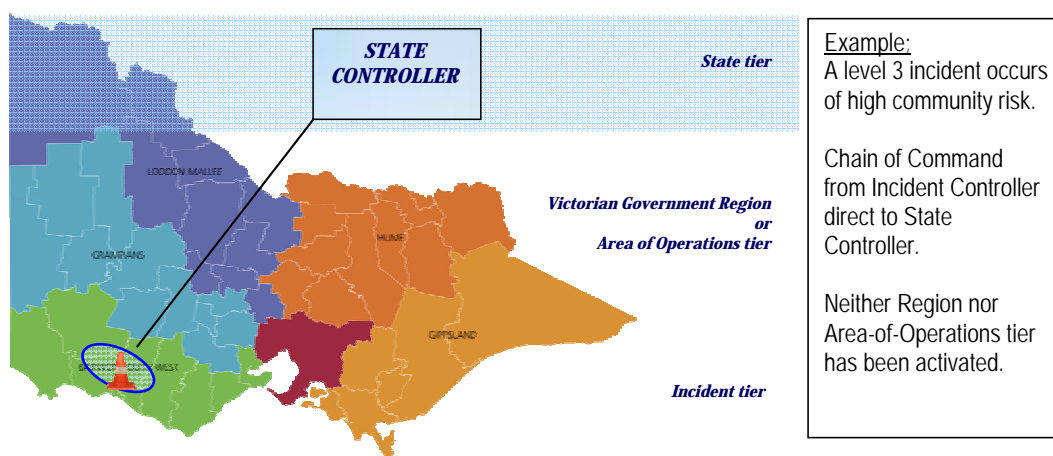 STATE
CONTROLLER
State tier
LODDON MALLEE
Victorian Government Region
or
Area of Operations tier
HUME
GRAMPIANS
GIPPSLAND
WEST
Incident tier
Example:
A level 3 incident occurs
of high community risk.
Chain of Command
from Incident Controller
direct to State
Controller.
Neither Region nor
Area-of-Operations tier
has been activated.